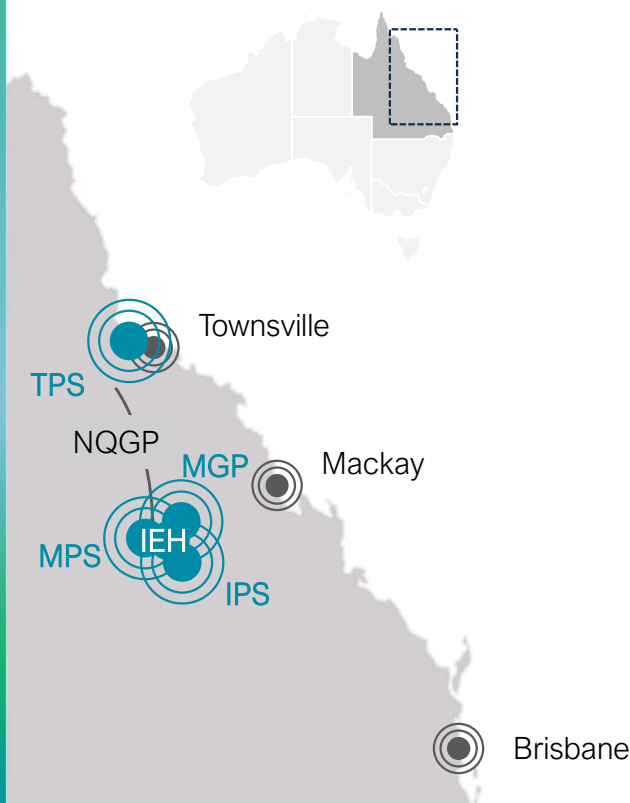 Townsville
TPS
NQGP
MGP
Mackay
IEH
MPS
IPS
Brisbane